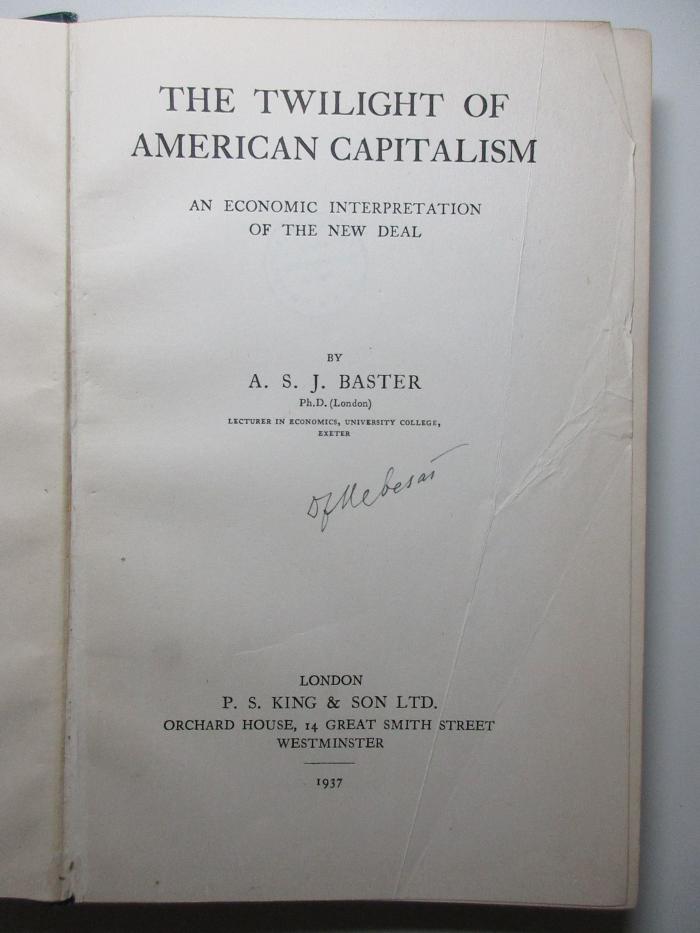 THE TWILIGHT OF
AMERICAN CAPITALISM
AN ECONOMIC INTERPRETATION
OF THE NEW DEAL
BY
A. S. J. BASTER
Ph.D. (London)
LECTURER IN ECONOMICS, UNIVERSITY COLLEGE,
EXETER
LONDON
P. S. KING & SON LTD.
ORCHARD HOUSE, 14 GREAT SMITH STREET
WESTMINSTER
1937